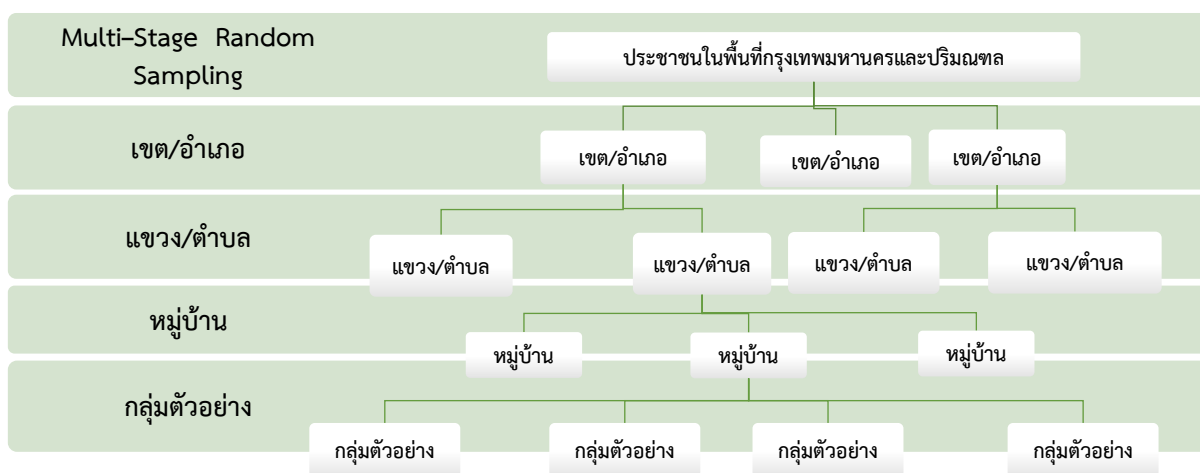 Multi-Stage Random
Sampling
ประชาชนในพื้นที่กรุงเทพมหานครและปริมณฑล
เขต/อำเภอ
เขต/อำเภอ
เขต/อำเภอ
เขต/อำเภอ
แขวง/ตำบล
แขวง/ตำบล
แขวง/ตำบล
แขวง/ตำบล
แขวง/ตำบล
หมู่บ้าน
หมู่บ้าน
หมู่บ้าน
หมู่บ้าน
กลุ่มตัวอย่าง
กลุ่มตัวอย่าง
กลุ่มตัวอย่าง
กลุ่มตัวอย่าง
กลุ่มตัวอย่าง